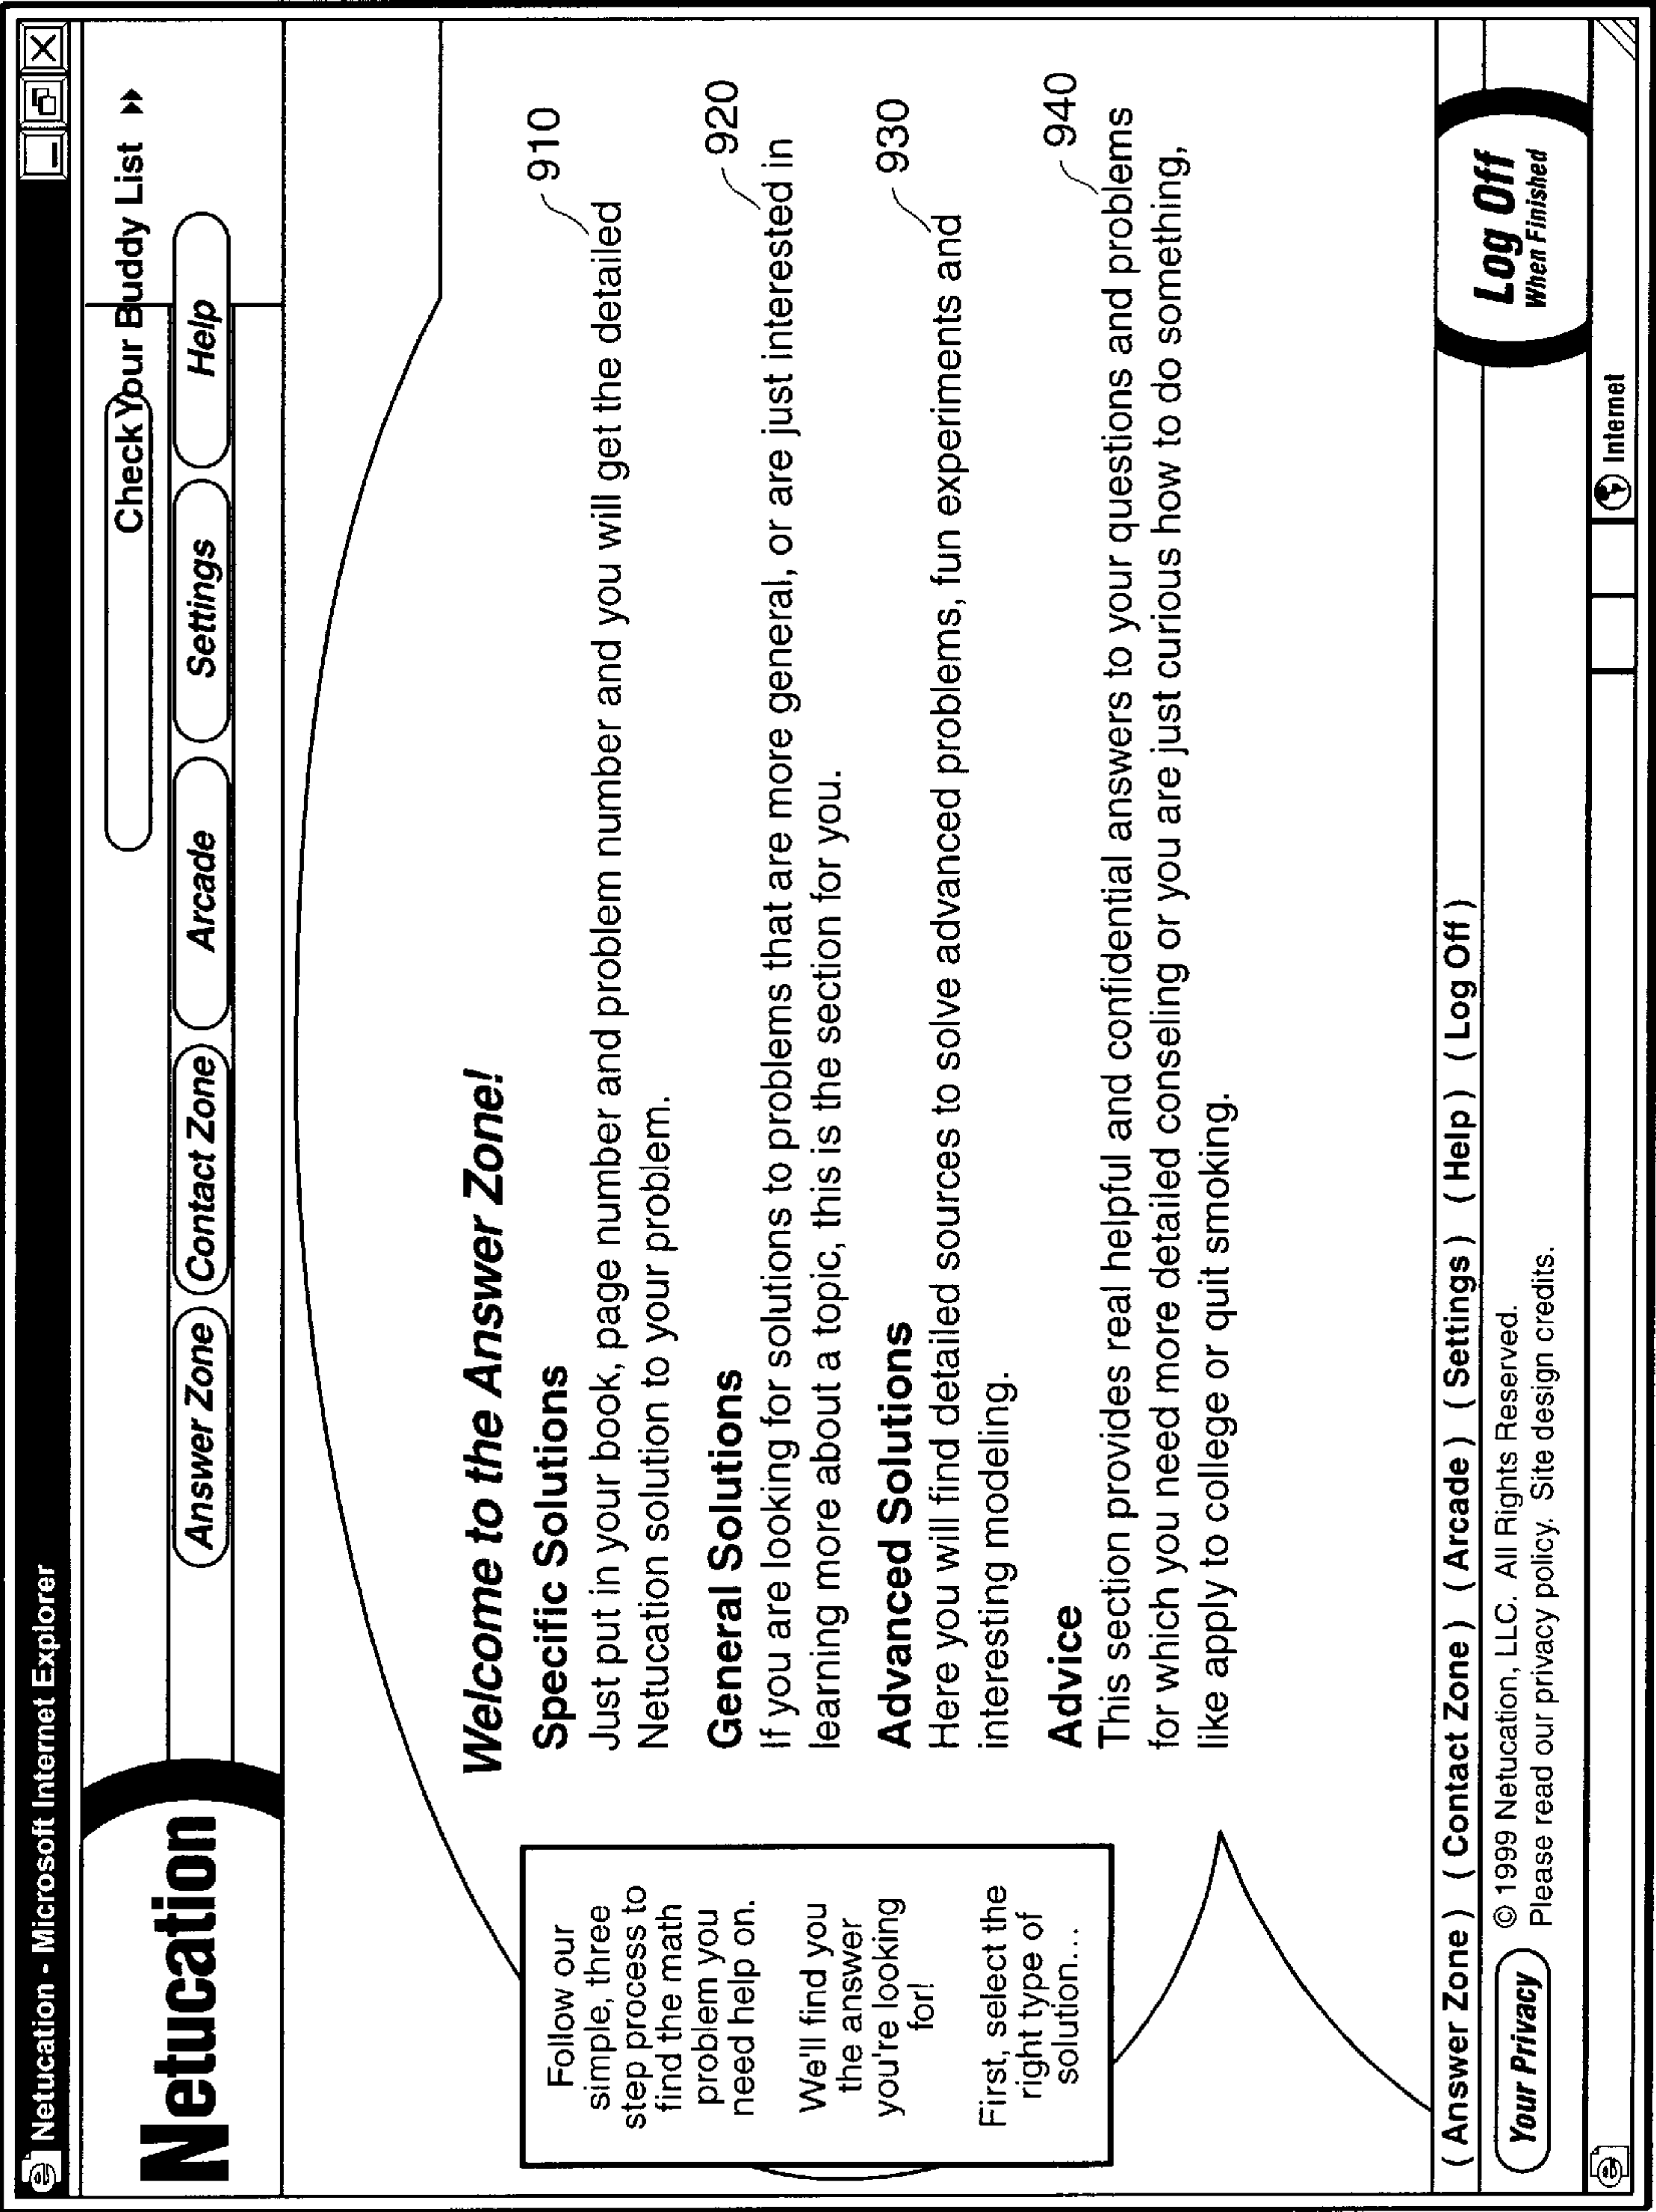 Netucation - Microsoft Internet Explorer
Netucation
Check Your Buddy List
Answer Zone
Contact Zone
Arcade
Settings
Help
Follow our
simple, three
step process to
find the math
problem you
need help on.
We'll find you
the answer
you're looking
for!
First, select the
right type of
solution...
Welcome to the Answer Zone!
Specific Solutions
910
Just put in your book, page number and problem number and you will get the detailed
Netucation solution to your problem.
General Solutions
920
If you are looking for solutions to problems that are more general, or are just interested in
learning more about a topic, this is the section for you.
Advanced Solutions
930
Here you will find detailed sources to solve advanced problems, fun experiments and
interesting modeling.
Advice
940
This section provides real helpful and confidential answers to your questions and problems
for which you need more detailed conseling or you are just curious how to do something,
like apply to college or quit smoking.
( Answer Zone ) ( Contact Zone ) ( Arcade ) ( Settings ) ( Help ) ( Log Off )
Your Privacy
© 1999 Netucation, LLC. All Rights Reserved.
Please read our privacy policy. Site design credits.
Log Off
When Finished
Internet